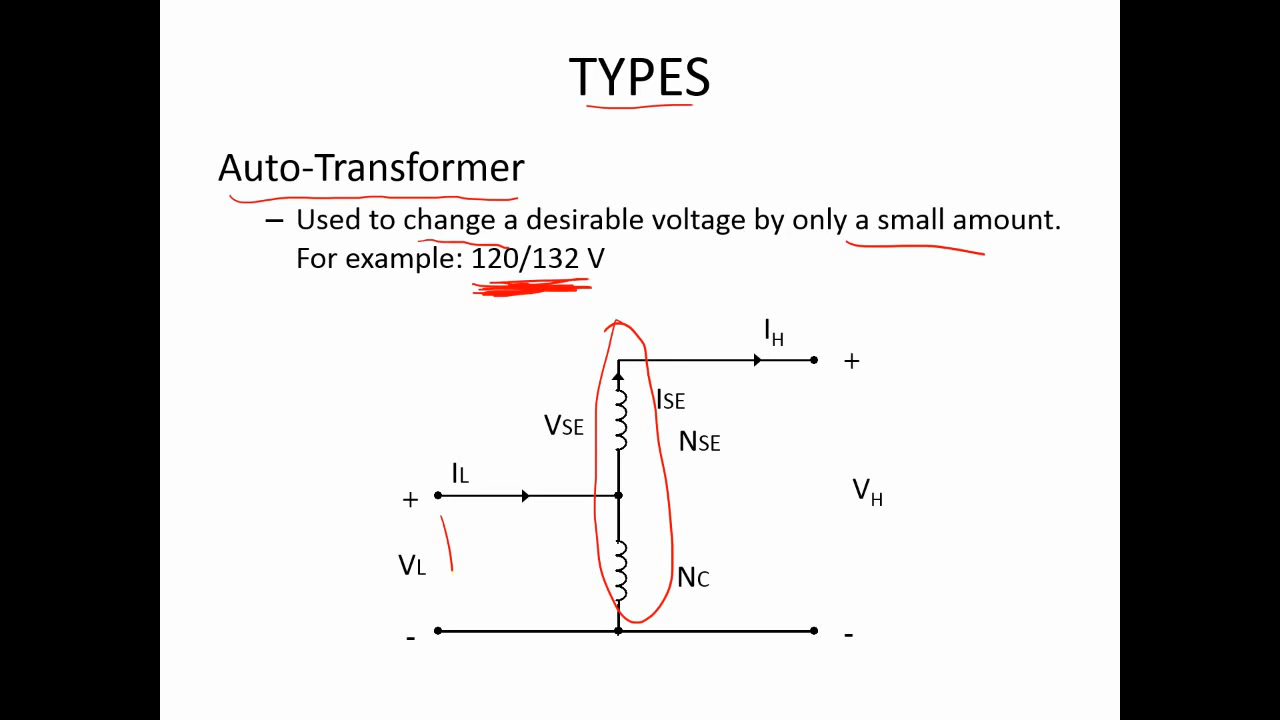 TYPES
Auto-Transformer
– Used to change a desirable voltage by only a small amount.
For example: 120/132 V
IH
+
ISE
VSE
NSE
IL
+
VH
VL
NC
-
-